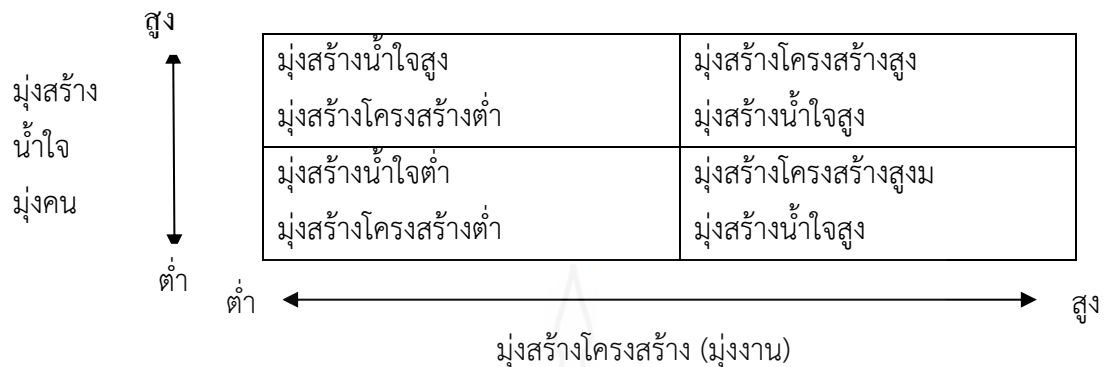 สูง
มุ่งสร้าง
น้ำใจ
มุ่งคน
ต่ำ
มุ่งสร้างน้ำใจสูง
มุ่งสร้างโครงสร้างต่ำ
มุ่งสร้างโครงสร้างสูง
มุ่งสร้างน้ำใจสูง
มุ่งสร้างน้ำใจต่ำ
มุ่งสร้างโครงสร้างต่ำ
มุ่งสร้างโครงสร้างสูงม
มุ่งสร้างน้ำใจสูง
ต่ำ
สูง
มุ่งสร้างโครงสร้าง (มุ่งงาน)